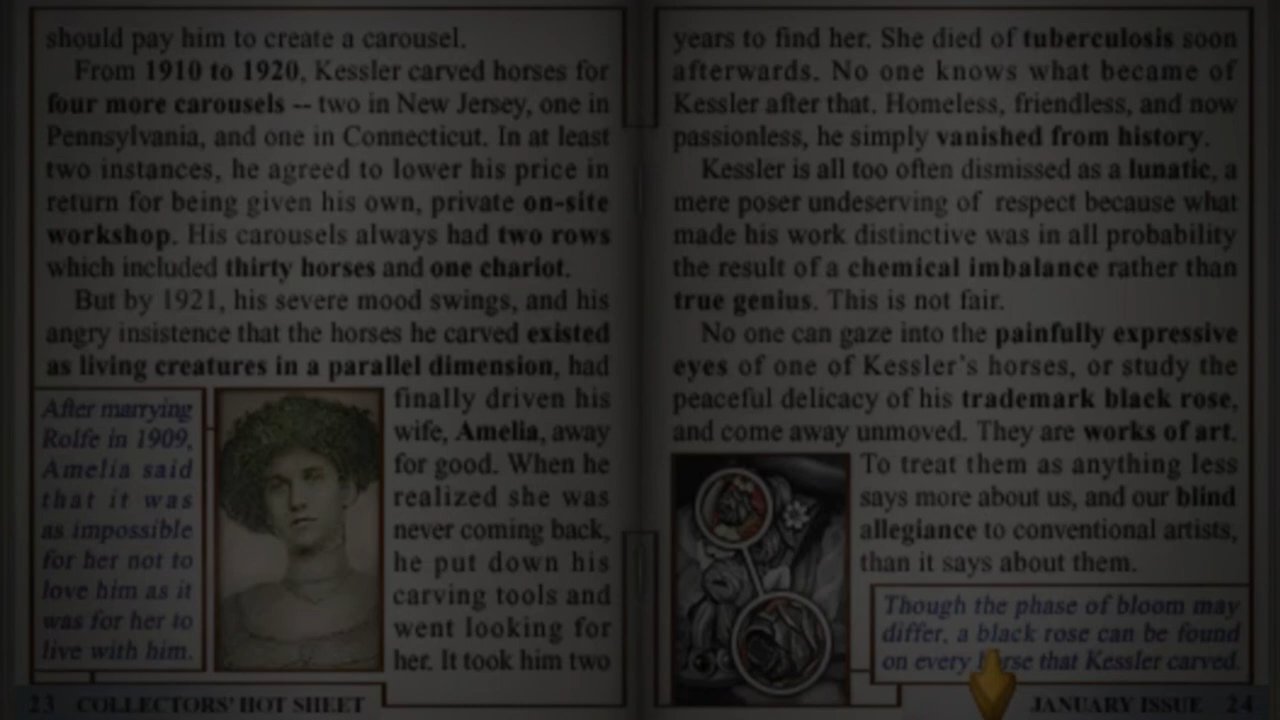 should pay him to create a carousel.
From 1910 to 1920, Kessler carved horses for
four more carousels -- two in New Jersey, one in
Pennsylvania, and one in Connecticut. In at least
two instances, he agreed to lower his price in
return for being given his own, private on-site
workshop. His carousels always had two rows
which included thirty horses and one chariot.
But by 1921, his severe mood swings, and his
angry insistence that the horses he carved existed
as living creatures in a parallel dimension, had
finally driven his
wife, Amelia, away
for good. When he
realized she was
never coming back,
he put down his
carving tools and
went looking for
her. It took him two
After marrying
Rolfe in 1909,
Amelia said
that it was
as impossible
for her not to
love him as it
was for her to
live with him.
23 COLLECTORS' HOT SHEET
years to find her. She died of tuberculosis soon
afterwards. No one knows what became of
Kessler after that. Homeless, friendless, and now
passionless, he simply vanished from history.
Kessler is all too often dismissed as a lunatic, a
mere poser undeserving of respect because what
made his work distinctive was in all probability
the result of a chemical imbalance rather than
true genius. This is not fair.
No one can gaze into the painfully expressive
eyes of one of Kessler's horses, or study the
peaceful delicacy of his trademark black rose,
and come away unmoved. They are works of art.
To treat them as anything less
says more about us, and our blind
allegiance to conventional artists,
than it says about them.
Though the phase of bloom may
differ, a black rose can be found
on every horse that Kessler carved.
JANUARY ISSUE 24